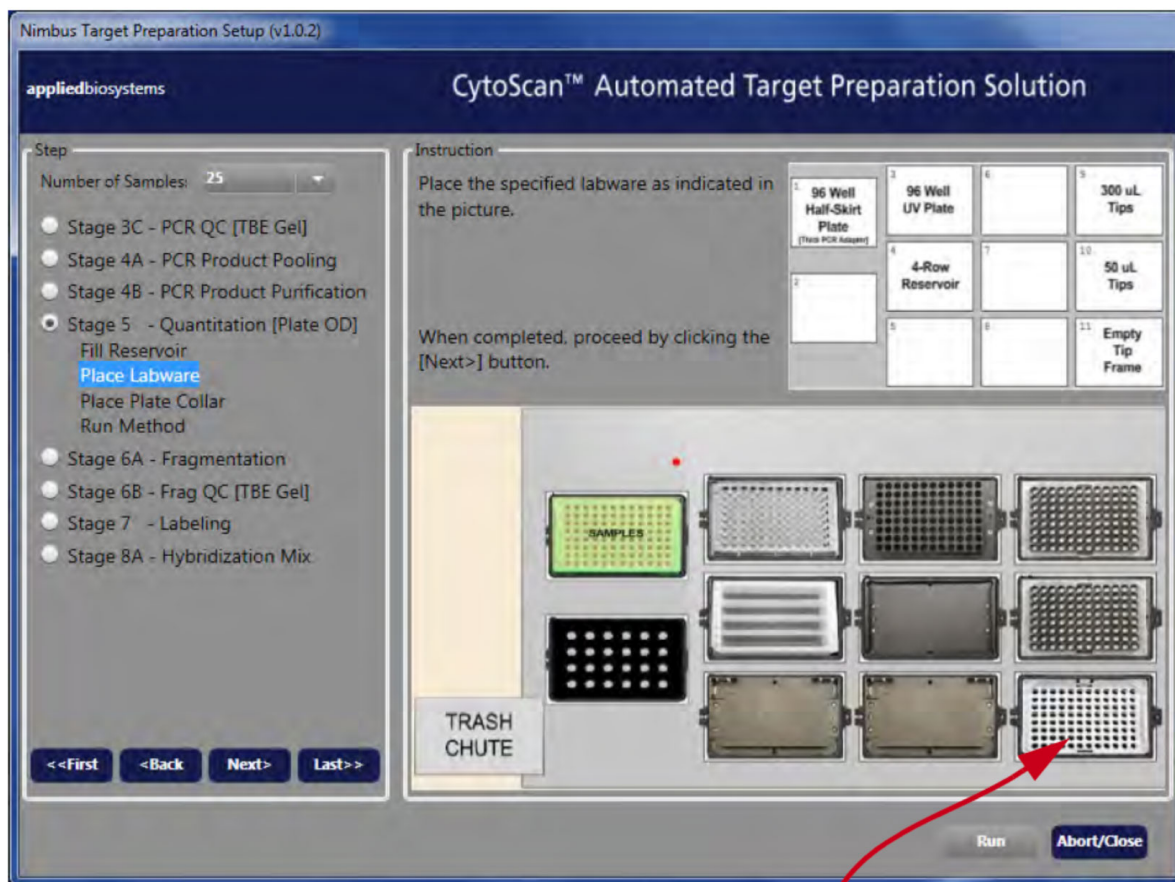 Nimbus Target Preparation Setup (v1.0.2)
appliedbiosystems
CytoScan™ Automated Target Preparation Solution
Step
Number of Samples: 25
Stage 3C - PCR QC [TBE Gel]
Stage 4A - PCR Product Pooling
Stage 4B - PCR Product Purification
Stage 5 - Quantitation [Plate OD]
Fill Reservoir
Place Labware
Place Plate Collar
Run Method
Stage 6A - Fragmentation
Stage 6B - Frag QC [TBE Gel]
Stage 7 - Labeling
Stage 8A - Hybridization Mix
<<First
<Back
Next>
Last>>
Instruction
Place the specified labware as indicated in
the picture.
When completed, proceed by clicking the
[Next>] button.
1
96 Well
Half-Skirt
Plate
[Thick PCR Adapter]
2
3
96 Well
UV Plate
4
4-Row
Reservoir
5
6
7
8
9
300 uL
Tips
10
50 uL
Tips
11
Empty
Tip
Frame
SAMPLES
TRASH
CHUTE
Run
Abort/Close